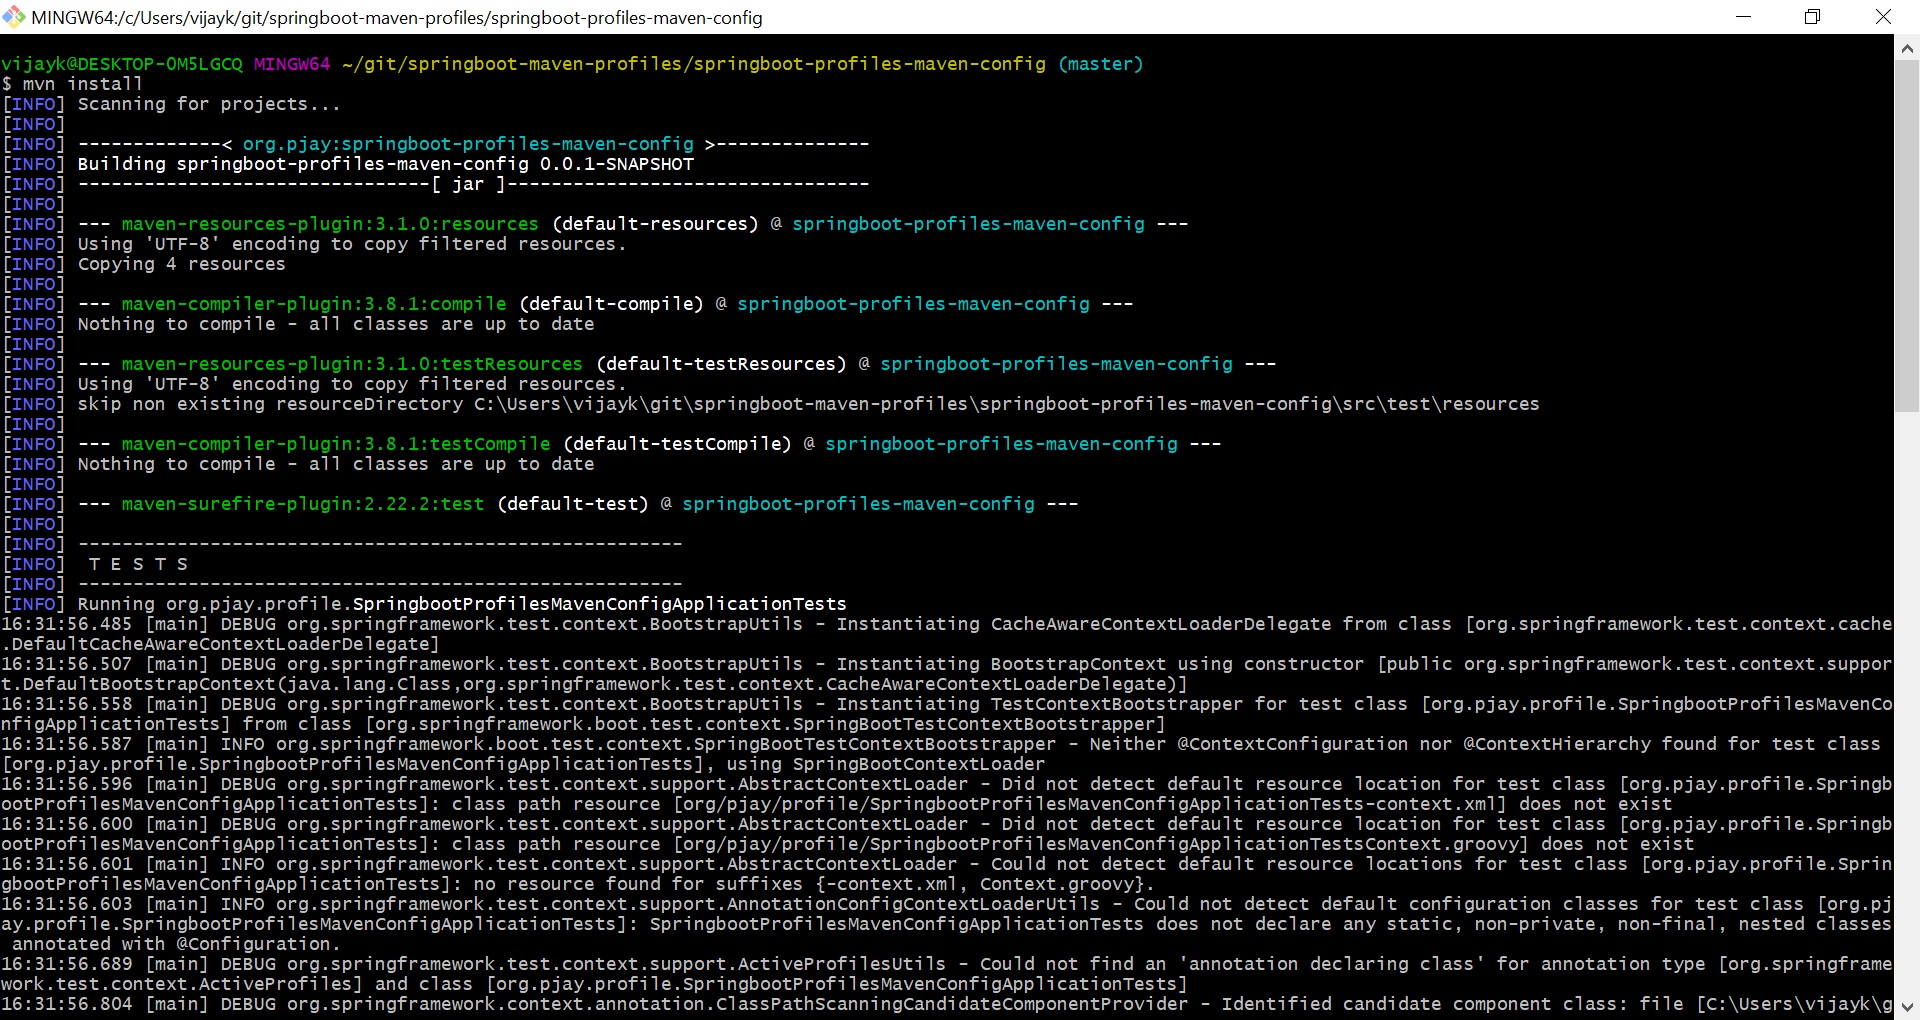 MINGW64:/c/Users/vijayk/git/springboot-maven-profiles/springboot-profiles-maven-config
vijayk@DESKTOP-OM5LGCQ MINGW64 ~/git/springboot-maven-profiles/springboot-profiles-maven-config (master)
$ mvn install
[INFO] Scanning for projects...
[INFO]
[INFO] -------------< org.pjay:springboot-profiles-maven-config >--------------
[INFO] Building springboot-profiles-maven-config 0.0.1-SNAPSHOT
[INFO] --------------------------------[ jar ]---------------------------------
[INFO]
[INFO] --- maven-resources-plugin:3.1.0:resources (default-resources) @ springboot-profiles-maven-config ---
[INFO] Using 'UTF-8' encoding to copy filtered resources.
[INFO] Copying 4 resources
[INFO]
[INFO] --- maven-compiler-plugin:3.8.1:compile (default-compile) @ springboot-profiles-maven-config ---
[INFO] Nothing to compile - all classes are up to date
[INFO]
[INFO] --- maven-resources-plugin:3.1.0:testResources (default-testResources) @ springboot-profiles-maven-config ---
[INFO] Using 'UTF-8' encoding to copy filtered resources.
[INFO] skip non existing resourceDirectory C:\Users\vijayk\git\springboot-maven-profiles\springboot-profiles-maven-config\src\test\resources
[INFO]
[INFO] --- maven-compiler-plugin:3.8.1:testCompile (default-testCompile) @ springboot-profiles-maven-config ---
[INFO] Nothing to compile - all classes are up to date
[INFO]
[INFO] --- maven-surefire-plugin:2.22.2:test (default-test) @ springboot-profiles-maven-config ---
[INFO]
[INFO] -------------------------------------------------------
[INFO]  T E S T S
[INFO] -------------------------------------------------------
[INFO] Running org.pjay.profile.SpringbootProfilesMavenConfigApplicationTests
16:31:56.485 [main] DEBUG org.springframework.test.context.BootstrapUtils - Instantiating CacheAwareContextLoaderDelegate from class [org.springframework.test.context.cache
.DefaultCacheAwareContextLoaderDelegate]
16:31:56.507 [main] DEBUG org.springframework.test.context.BootstrapUtils - Instantiating BootstrapContext using constructor [public org.springframework.test.context.suppor
t.DefaultBootstrapContext(java.lang.Class,org.springframework.test.context.CacheAwareContextLoaderDelegate)]
16:31:56.558 [main] DEBUG org.springframework.test.context.BootstrapUtils - Instantiating TestContextBootstrapper for test class [org.pjay.profile.SpringbootProfilesMavenCo
nfigApplicationTests] from class [org.springframework.boot.test.context.SpringBootTestContextBootstrapper]
16:31:56.587 [main] INFO org.springframework.boot.test.context.SpringBootTestContextBootstrapper - Neither @ContextConfiguration nor @ContextHierarchy found for test class
[org.pjay.profile.SpringbootProfilesMavenConfigApplicationTests], using SpringBootContextLoader
16:31:56.596 [main] DEBUG org.springframework.test.context.support.AbstractContextLoader - Did not detect default resource location for test class [org.pjay.profile.Springb
ootProfilesMavenConfigApplicationTests]: class path resource [org/pjay/profile/SpringbootProfilesMavenConfigApplicationTests-context.xml] does not exist
16:31:56.600 [main] DEBUG org.springframework.test.context.support.AbstractContextLoader - Did not detect default resource location for test class [org.pjay.profile.Springb
ootProfilesMavenConfigApplicationTests]: class path resource [org/pjay/profile/SpringbootProfilesMavenConfigApplicationTestsContext.groovy] does not exist
16:31:56.601 [main] INFO org.springframework.test.context.support.AbstractContextLoader - Could not detect default resource locations for test class [org.pjay.profile.Sprin
gbootProfilesMavenConfigApplicationTests]: no resource found for suffixes {-context.xml, Context.groovy}.
16:31:56.603 [main] INFO org.springframework.test.context.support.AnnotationConfigContextLoaderUtils - Could not detect default configuration classes for test class [org.pj
ay.profile.SpringbootProfilesMavenConfigApplicationTests]: SpringbootProfilesMavenConfigApplicationTests does not declare any static, non-private, non-final, nested classes
 annotated with @Configuration.
16:31:56.689 [main] DEBUG org.springframework.test.context.support.ActiveProfilesUtils - Could not find an 'annotation declaring class' for annotation type [org.springframe
work.test.context.ActiveProfiles] and class [org.pjay.profile.SpringbootProfilesMavenConfigApplicationTests]
16:31:56.804 [main] DEBUG org.springframework.context.annotation.ClassPathScanningCandidateComponentProvider - Identified candidate component class: file [C:\Users\vijayk\g